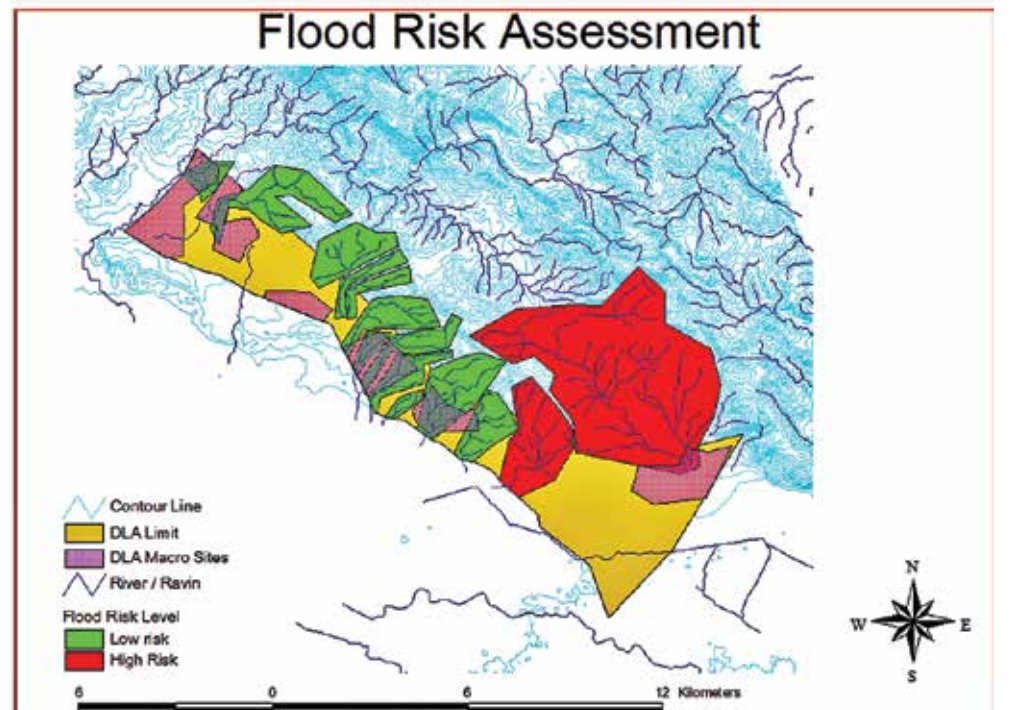 Flood Risk Assessment
Contour Line
DLA Limit
DLA Macro Sites
River / Ravin
Flood Risk Level
Low risk
High Risk
N
W E
S
6 0 6 12 Kilometers